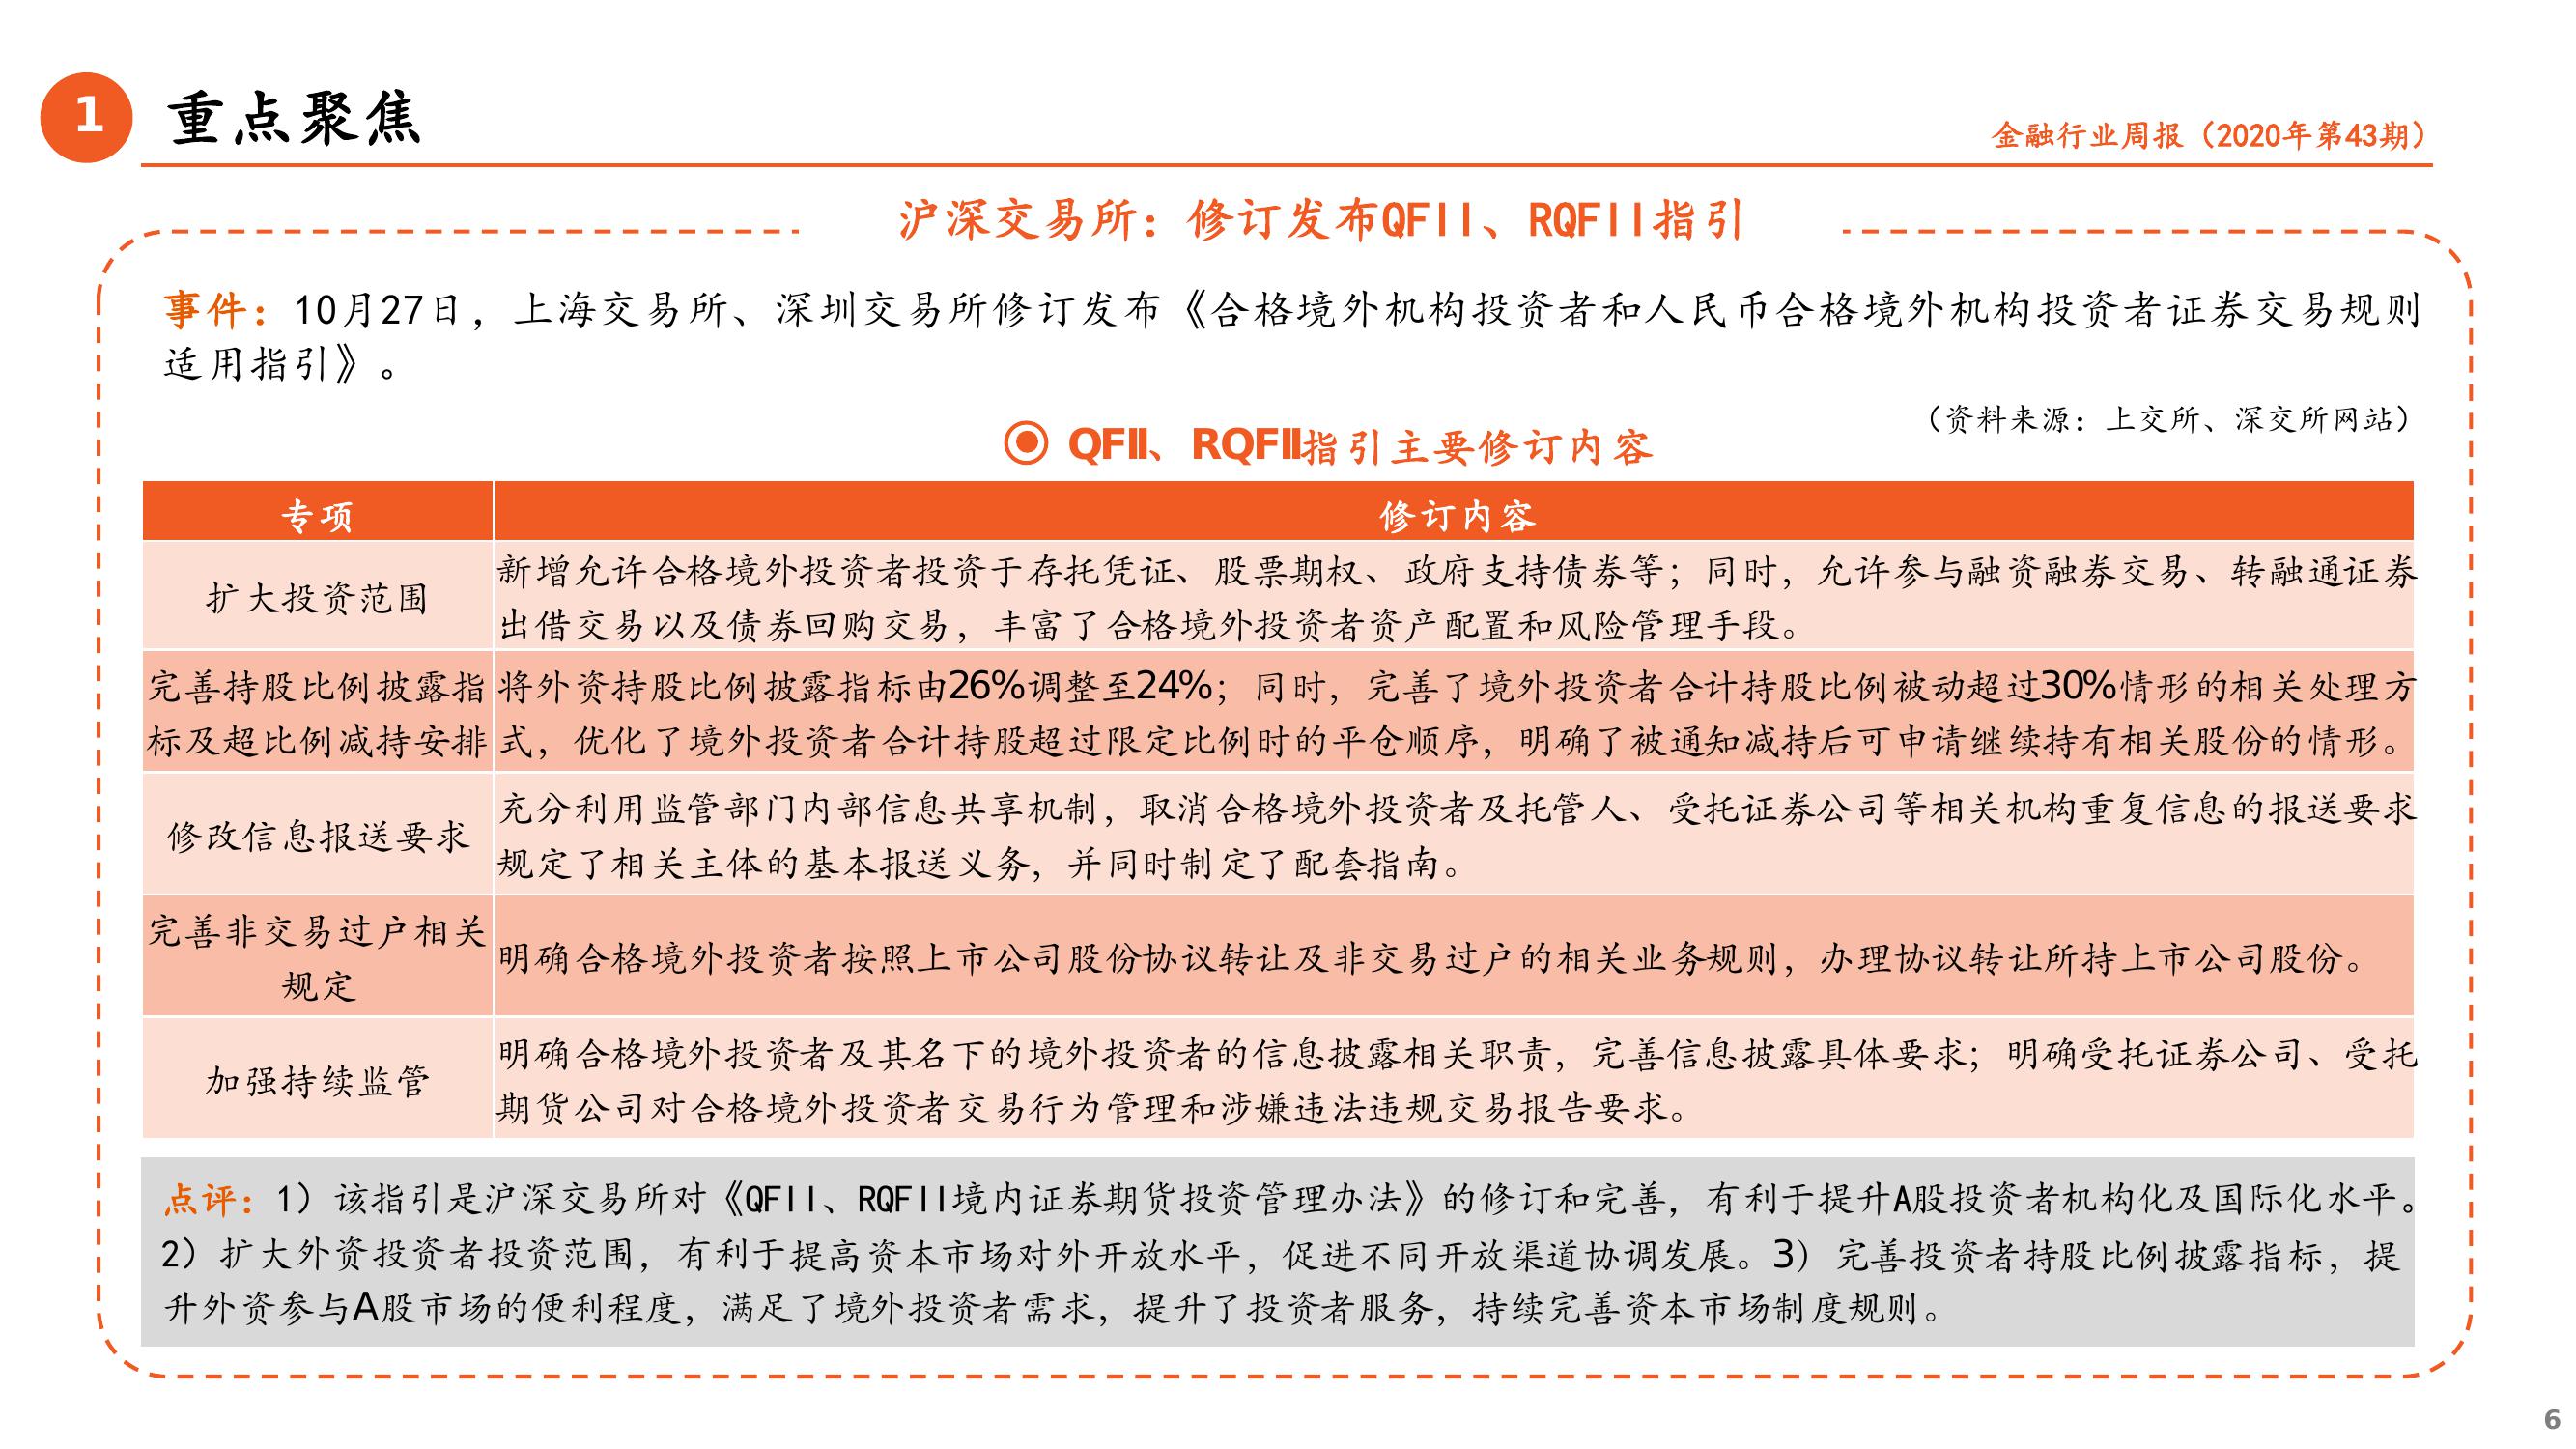 1 重点聚焦
金融行业周报（2020年第43期）
沪深交易所：修订发布QFII、RQFII指引
事件：10月27日，上海交易所、深圳交易所修订发布《合格境外机构投资者和人民币合格境外机构投资者证券交易规则
适用指引》。
（资料来源：上交所、深交所网站）
QFII、RQFII指引主要修订内容
专项
修订内容
扩大投资范围
新增允许合格境外投资者投资于存托凭证、股票期权、政府支持债券等；同时，允许参与融资融券交易、转融通证券
出借交易以及债券回购交易，丰富了合格境外投资者资产配置和风险管理手段。
完善持股比例披露指
标及超比例减持安排
将外资持股比例披露指标由26%调整至24%；同时，完善了境外投资者合计持股比例被动超过30%情形的相关处理方
式，优化了境外投资者合计持股超过限定比例时的平仓顺序，明确了被通知减持后可申请继续持有相关股份的情形。
修改信息报送要求
充分利用监管部门内部信息共享机制，取消合格境外投资者及托管人、受托证券公司等相关机构重复信息的报送要求
规定了相关主体的基本报送义务，并同时制定了配套指南。
完善非交易过户相关
规定
明确合格境外投资者按照上市公司股份协议转让及非交易过户的相关业务规则，办理协议转让所持上市公司股份。
加强持续监管
明确合格境外投资者及其名下的境外投资者的信息披露相关职责，完善信息披露具体要求；明确受托证券公司、受托
期货公司对合格境外投资者交易行为管理和涉嫌违法违规交易报告要求。
点评：1）该指引是沪深交易所对《QFII、RQFII境内证券期货投资管理办法》的修订和完善，有利于提升A股投资者机构化及国际化水平。
2）扩大外资投资者投资范围，有利于提高资本市场对外开放水平，促进不同开放渠道协调发展。3）完善投资者持股比例披露指标，提
升外资参与A股市场的便利程度，满足了境外投资者需求，提升了投资者服务，持续完善资本市场制度规则。
6